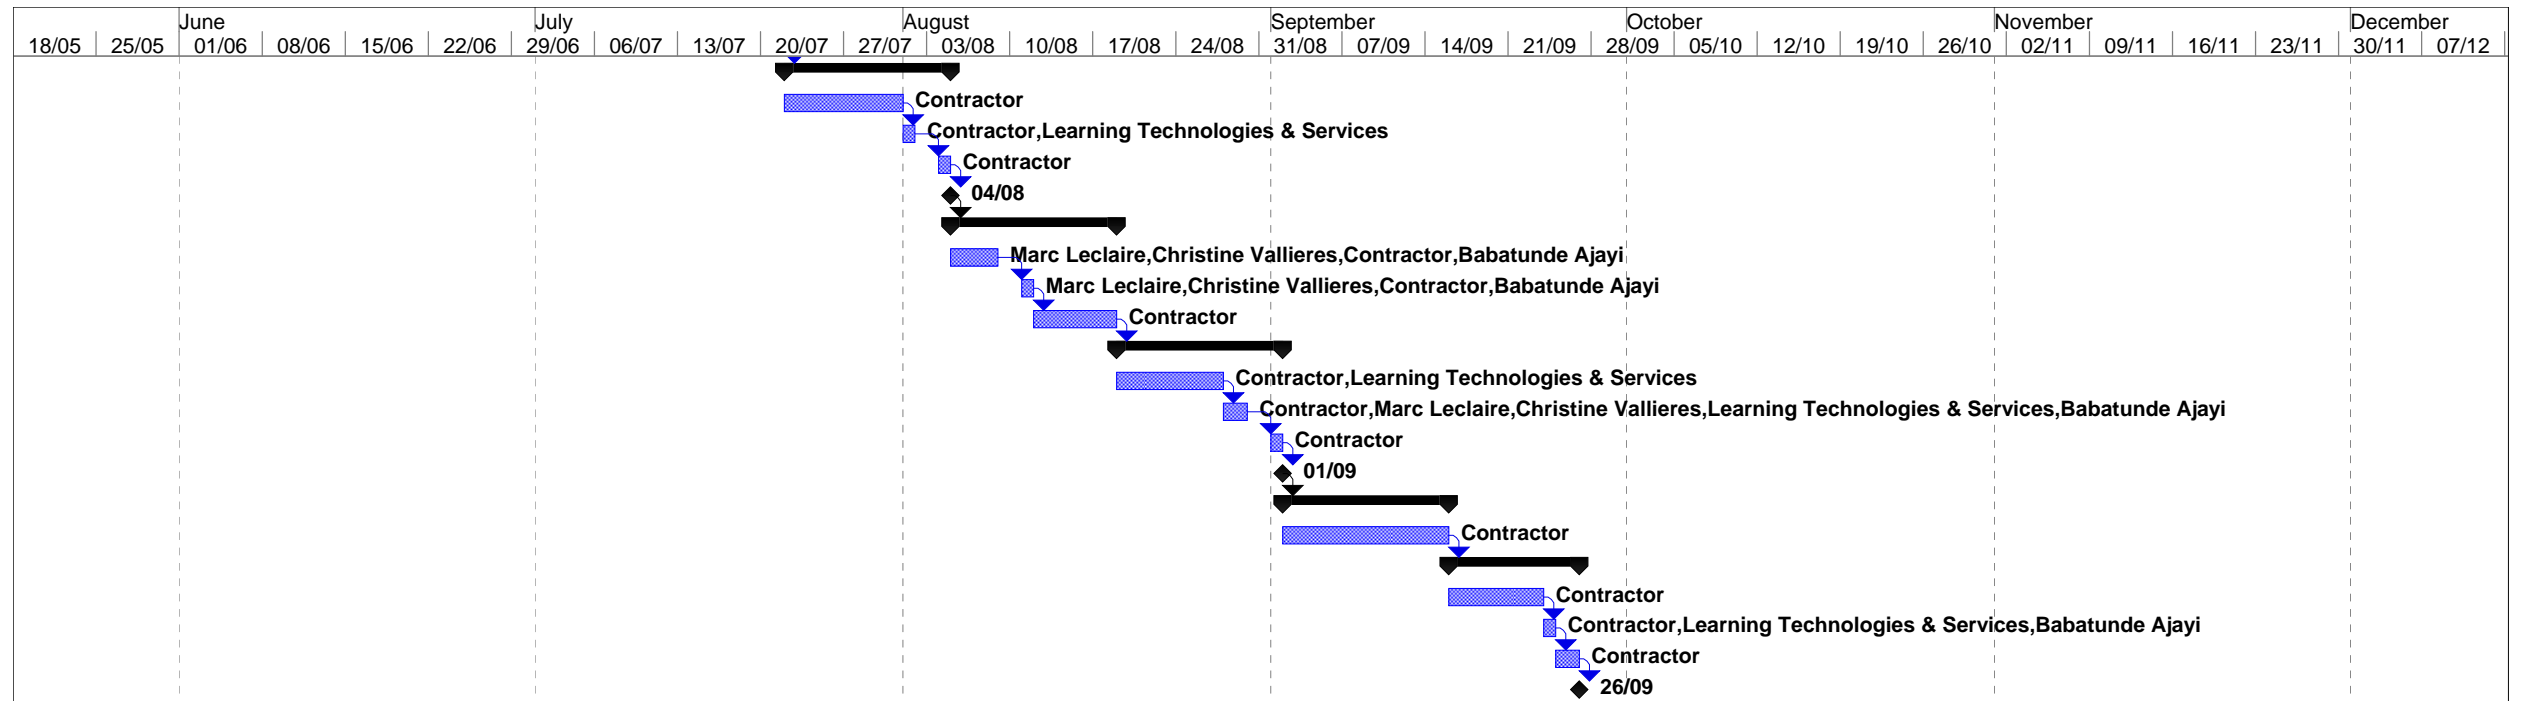 June July August September October November December
18/05 25/05 01/06 08/06 15/06 22/06 29/06 06/07 13/07 20/07 27/07 03/08 10/08 17/08 24/08 31/08 07/09 14/09 21/09 28/09 05/10 12/10 19/10 26/10 02/11 09/11 16/11 23/11 30/11 07/12
Contractor
Contractor,Learning Technologies & Services
Contractor
04/08
Marc Leclaire,Christine Vallieres,Contractor,Babatunde Ajayi
Marc Leclaire,Christine Vallieres,Contractor,Babatunde Ajayi
Contractor
Contractor,Learning Technologies & Services
Contractor,Marc Leclaire,Christine Vallieres,Learning Technologies & Services,Babatunde Ajayi
Contractor
01/09
Contractor
Contractor
Contractor,Learning Technologies & Services,Babatunde Ajayi
Contractor
26/09